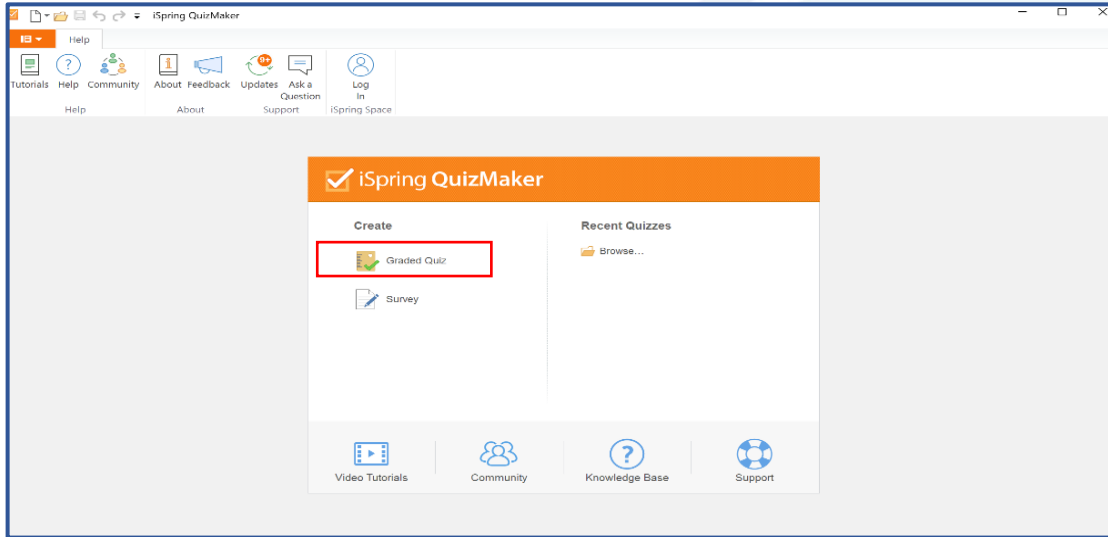 iSpring QuizMaker
Help
Tutorials Help Community About Feedback Updates Ask a Question Log In
9+
Help About Support iSpring Space
iSpring QuizMaker
Create Recent Quizzes
Graded Quiz Browse...
Survey
Video Tutorials Community Knowledge Base Support